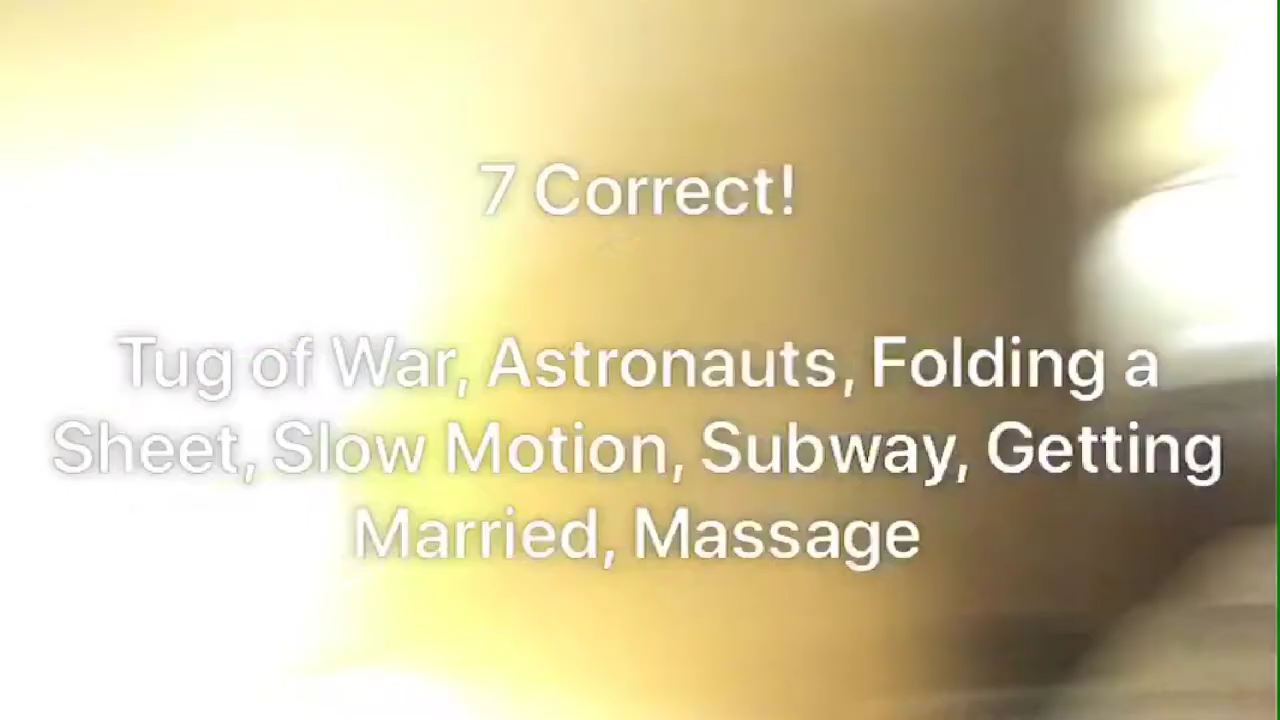 7 Correct!
Tug of War, Astronauts, Folding a
Sheet, Slow Motion, Subway, Getting
Married, Massage